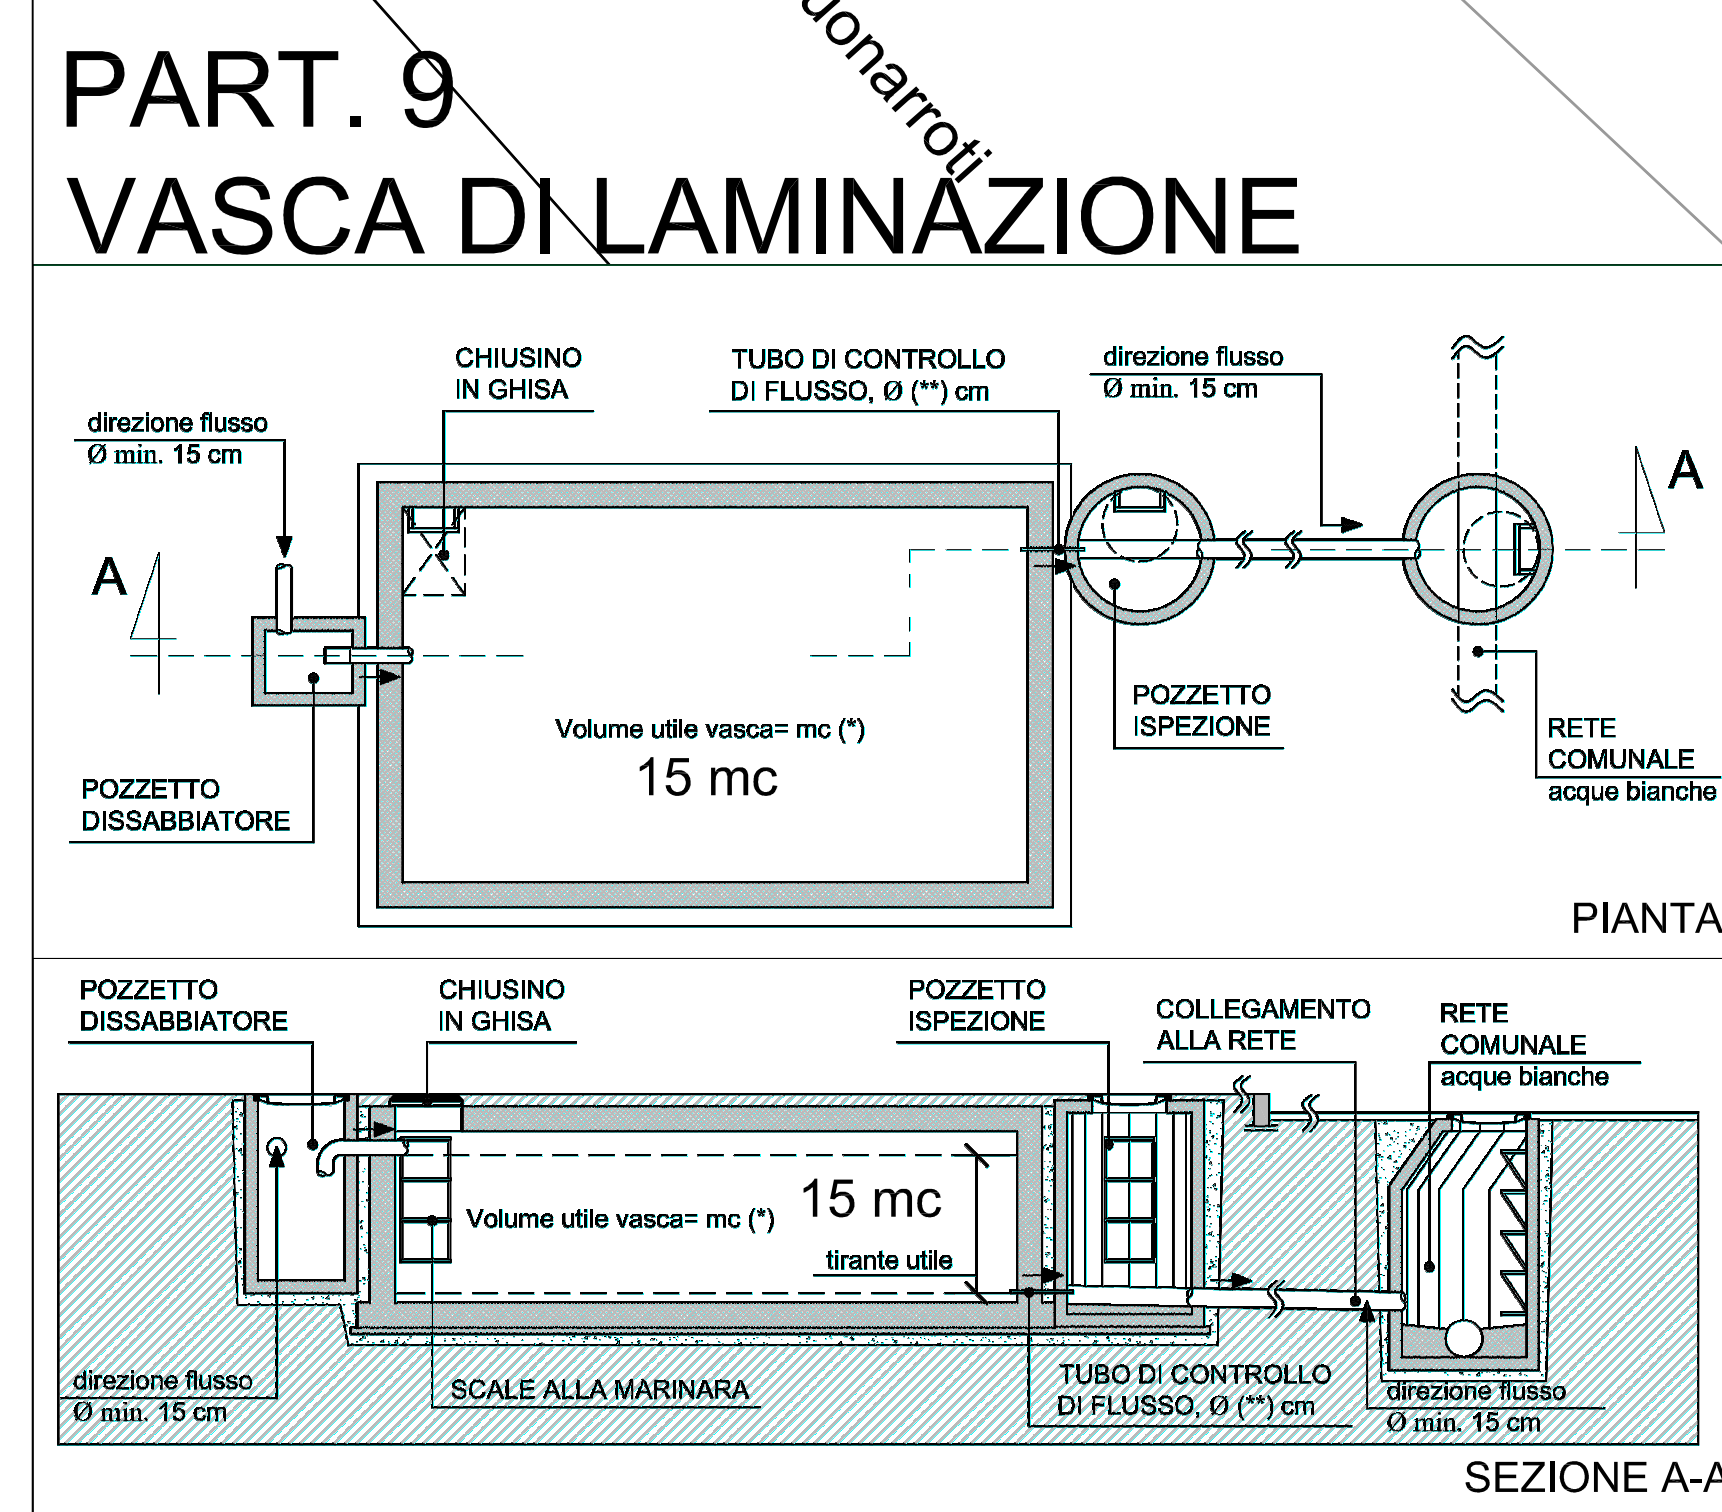 PART. 9
VASCA DI LAMINAZIONE
uonarroti
CHIUSINO
IN GHISA
TUBO DI CONTROLLO
DI FLUSSO, Ø (**) cm
direzione flusso
Ø min. 15 cm
direzione flusso
Ø min. 15 cm
A
A
POZZETTO
ISPEZIONE
Volume utile vasca= mc (*)
15 mc
RETE
COMUNALE
acque bianche
POZZETTO
DISSABBIATORE
PIANTA
POZZETTO
DISSABBIATORE
CHIUSINO
IN GHISA
POZZETTO
ISPEZIONE
COLLEGAMENTO
ALLA RETE
RETE
COMUNALE
acque bianche
Volume utile vasca= mc (*)
15 mc
tirante utile
direzione flusso
Ø min. 15 cm
SCALE ALLA MARINARA
TUBO DI CONTROLLO
DI FLUSSO, Ø (**) cm
direzione flusso
Ø min. 15 cm
SEZIONE A-A